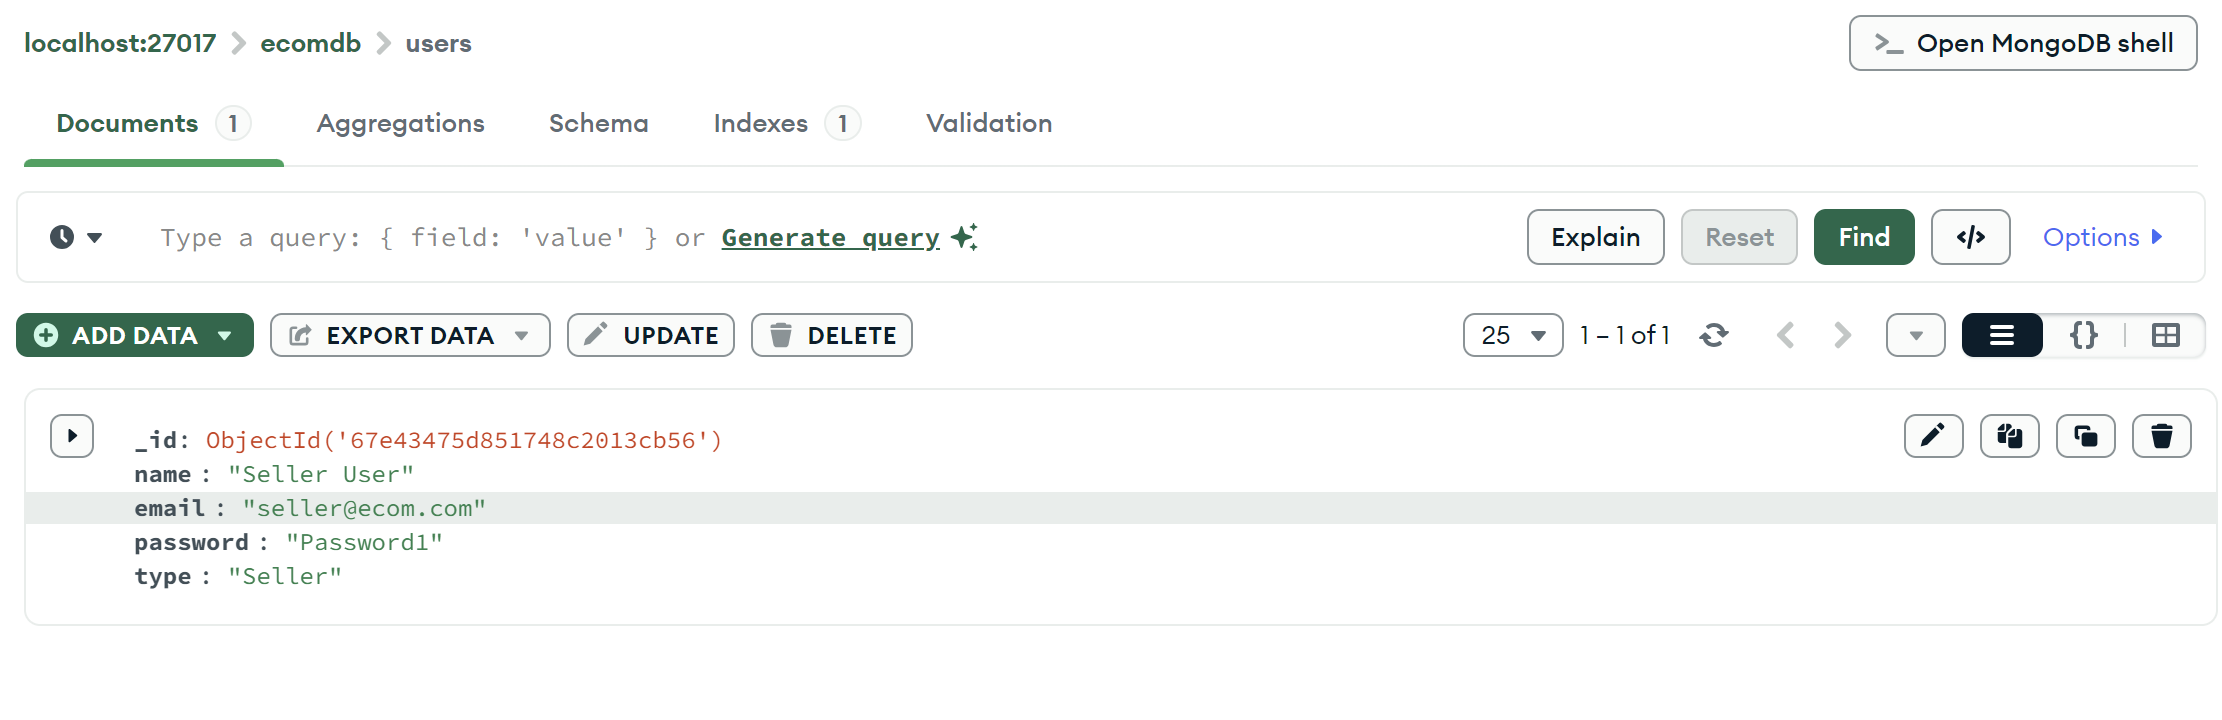 localhost:27017 > ecomdb > users
>_ Open MongoDB shell
Documents 1 Aggregations Schema Indexes 1 Validation
Type a query: { field: 'value' } or Generate query Explain Reset Find </> Options
ADD DATA EXPORT DATA UPDATE DELETE 25 1 – 1 of 1 {}
_id: ObjectId('67e43475d851748c2013cb56')
name : "Seller User"
email : "seller@ecom.com"
password : "Password1"
type : "Seller"